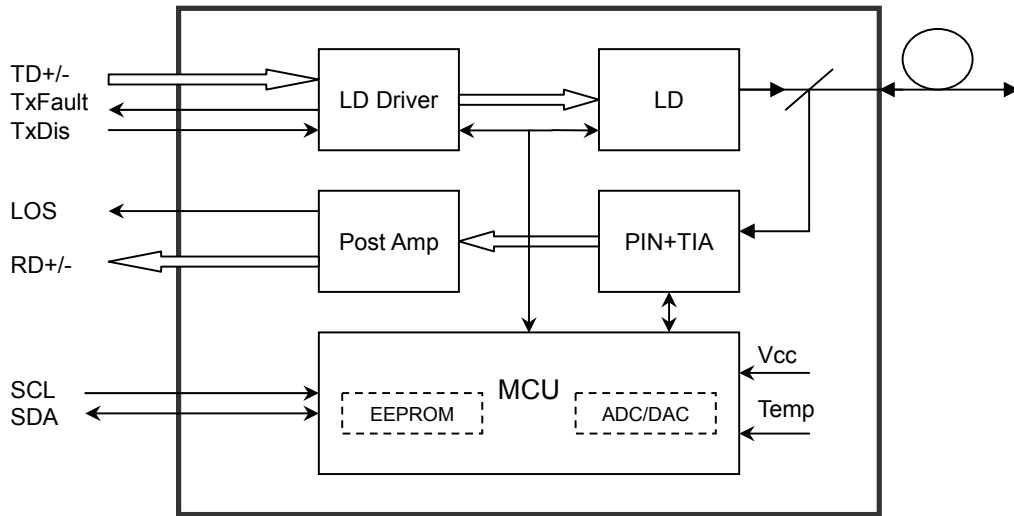 TD+/-
TxFault
TxDis
LD Driver
LD
LOS
RD+/-
Post Amp
PIN+TIA
SCL
SDA
MCU
EEPROM
ADC/DAC
Vcc
Temp